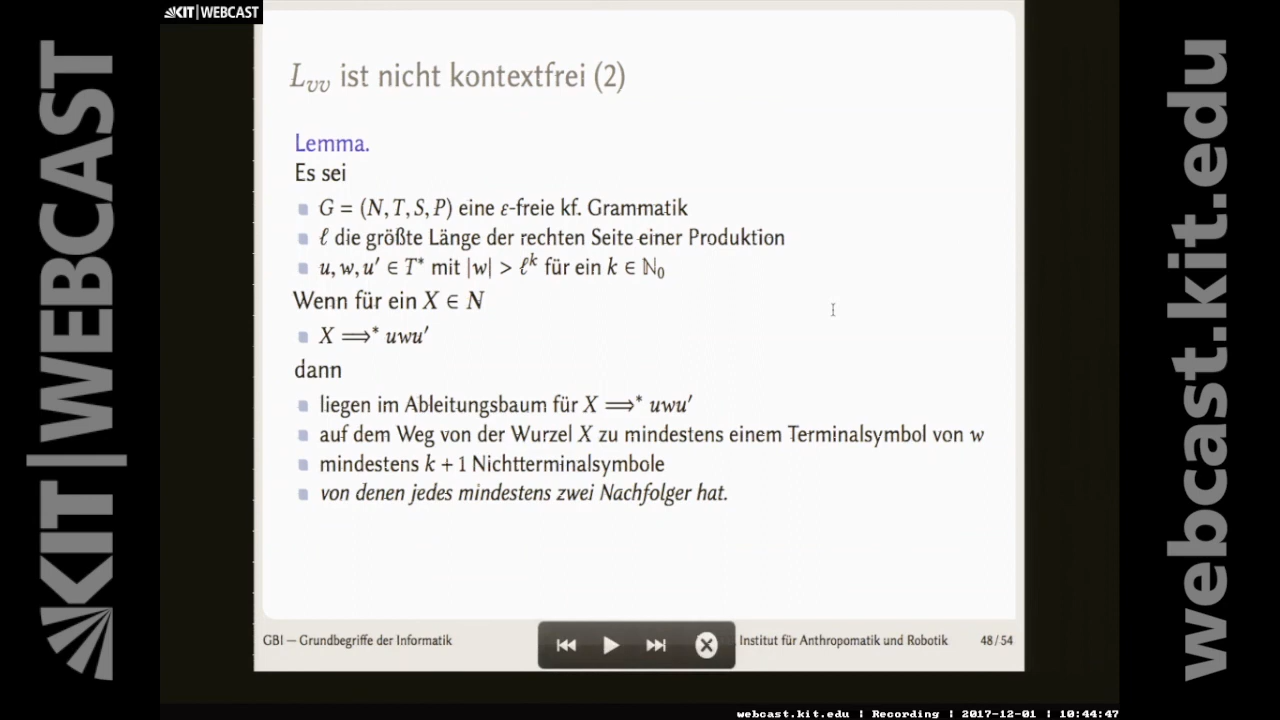 KIT|WEBCAST
KIT|WEBCAST
webcast.kit.edu
L_vv ist nicht kontextfrei (2)
Lemma.
Es sei
G = (N, T, S, P) eine ε-freie kf. Grammatik
ℓ die größte Länge der rechten Seite einer Produktion
u, w, u′ ∈ T* mit |w| > ℓ^k für ein k ∈ ℕ₀
Wenn für ein X ∈ N
X ⟹* uwu′
dann
liegen im Ableitungsbaum für X ⟹* uwu′
auf dem Weg von der Wurzel X zu mindestens einem Terminalsymbol von w
mindestens k + 1 Nichtterminalsymbole
von denen jedes mindestens zwei Nachfolger hat.
GBI — Grundbegriffe der Informatik Institut für Anthropomatik und Robotik 48 / 54
webcast.kit.edu | Recording | 2017-12-01 | 10:44:47